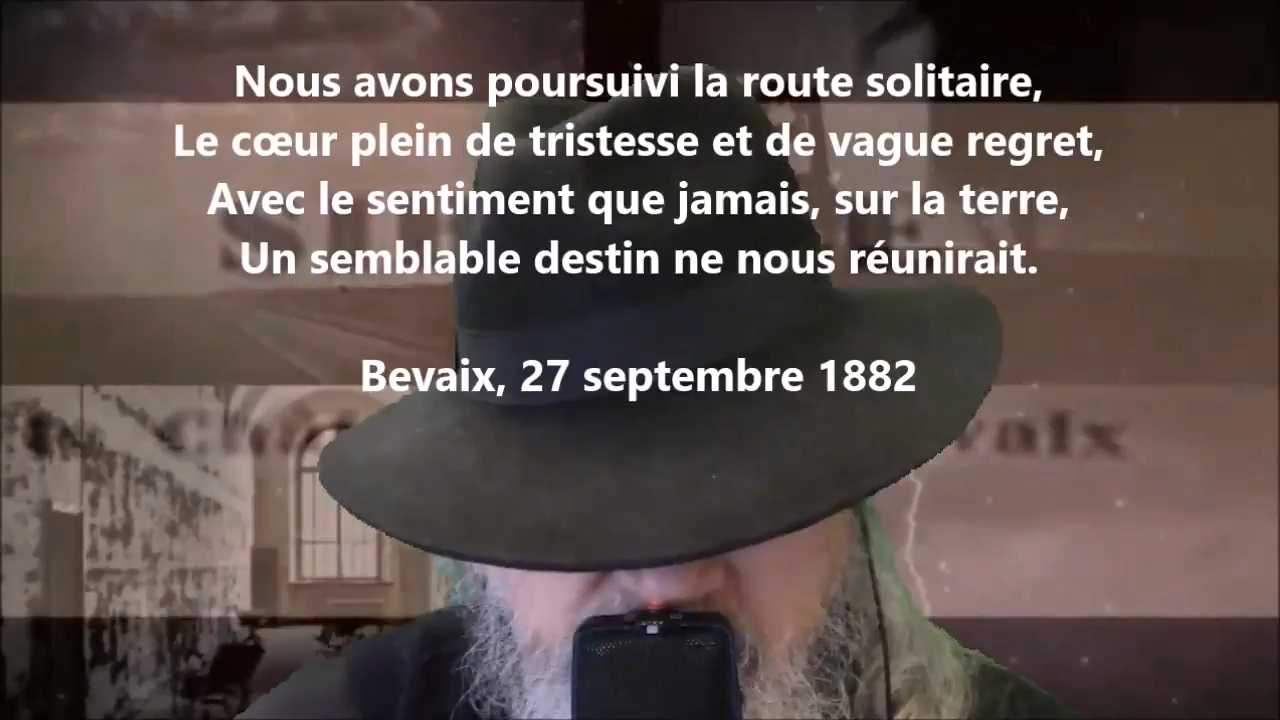 Nous avons poursuivi la route solitaire,
Le cœur plein de tristesse et de vague regret,
Avec le sentiment que jamais, sur la terre,
Un semblable destin ne nous réunirait.
Bevaix, 27 septembre 1882